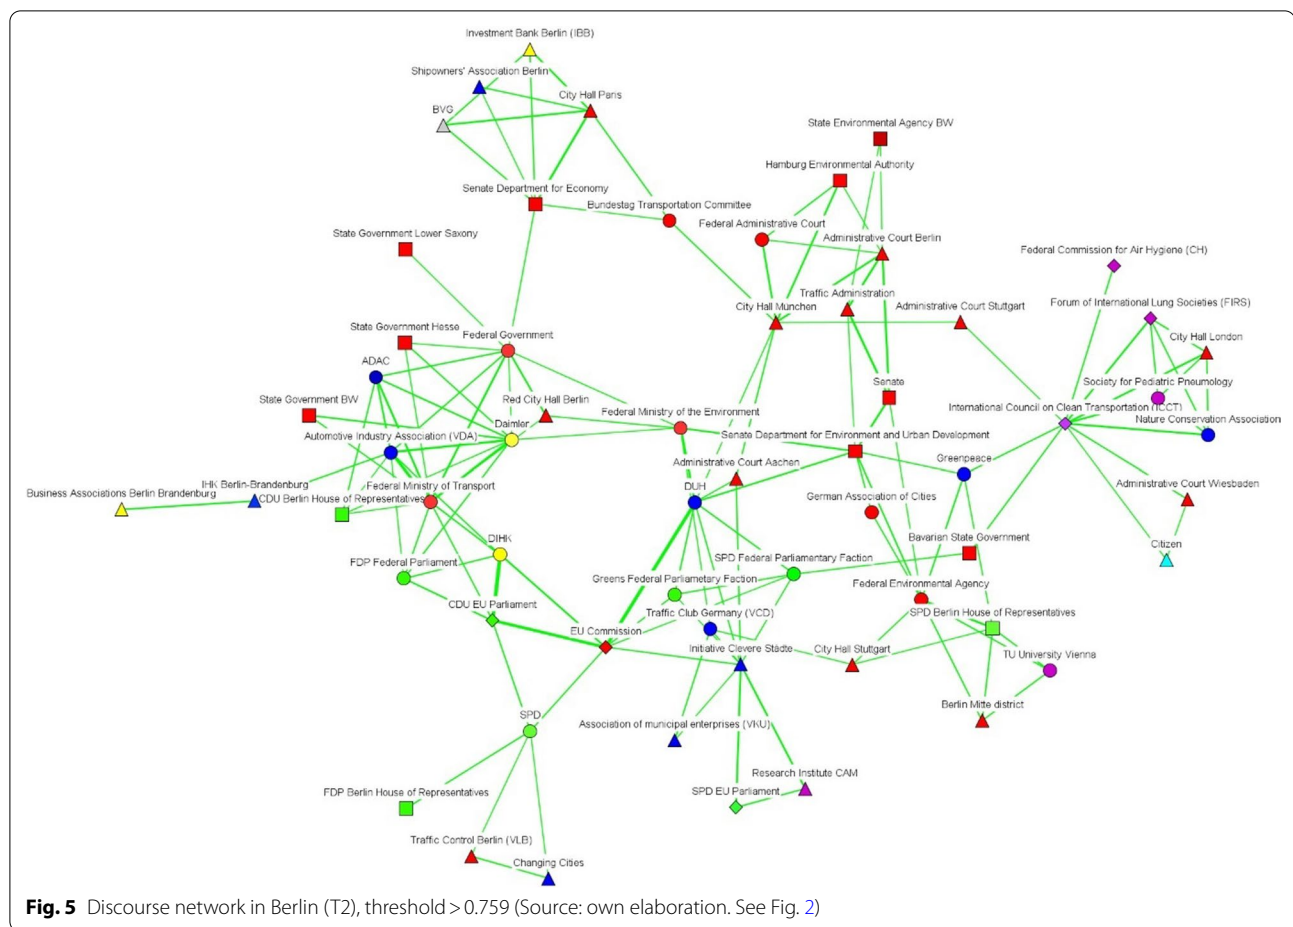 Investment Bank Berlin (IBB)
Shipowners' Association Berlin
City Hall Paris
BVG
State Environmental Agency BW
Hamburg Environmental Authority
Senate Department for Economy
Bundestag Transportation Committee
Federal Administrative Court
State Government Lower Saxony
Administrative Court Berlin
Federal Commission for Air Hygiene (CH)
Traffic Administration
City Hall München
Administrative Court Stuttgart
Forum of International Lung Societies (FIRS)
State Government Hesse
Federal Government
City Hall London
ADAC
Senate
Society for Pediatric Pneumology
State Government BW
Red City Hall Berlin
International Council on Clean Transportation (ICCT)
Federal Ministry of the Environment
Nature Conservation Association
Daimler
Automotive Industry Association (VDA)
Senate Department for Environment and Urban Development
Administrative Court Aachen
Greenpeace
IHK Berlin-Brandenburg
Federal Ministry of Transport
DUH
Administrative Court Wiesbaden
Business Associations Berlin Brandenburg
CDU Berlin House of Representatives
German Association of Cities
Bavarian State Government
DIHK
Citizen
FDP Federal Parliament
SPD Federal Parliamentary Faction
Greens Federal Parliametary Faction
Federal Environmental Agency
CDU EU Parliament
Traffic Club Germany (VCD)
SPD Berlin House of Representatives
EU Commission
Initiative Clevere Städte
City Hall Stuttgart
TU University Vienna
SPD
Berlin Mitte district
Association of municipal enterprises (VKU)
Research Institute CAM
FDP Berlin House of Representatives
SPD EU Parliament
Traffic Control Berlin (VLB)
Changing Cities
Fig. 5 Discourse network in Berlin (T2), threshold > 0.759 (Source: own elaboration. See Fig. 2)